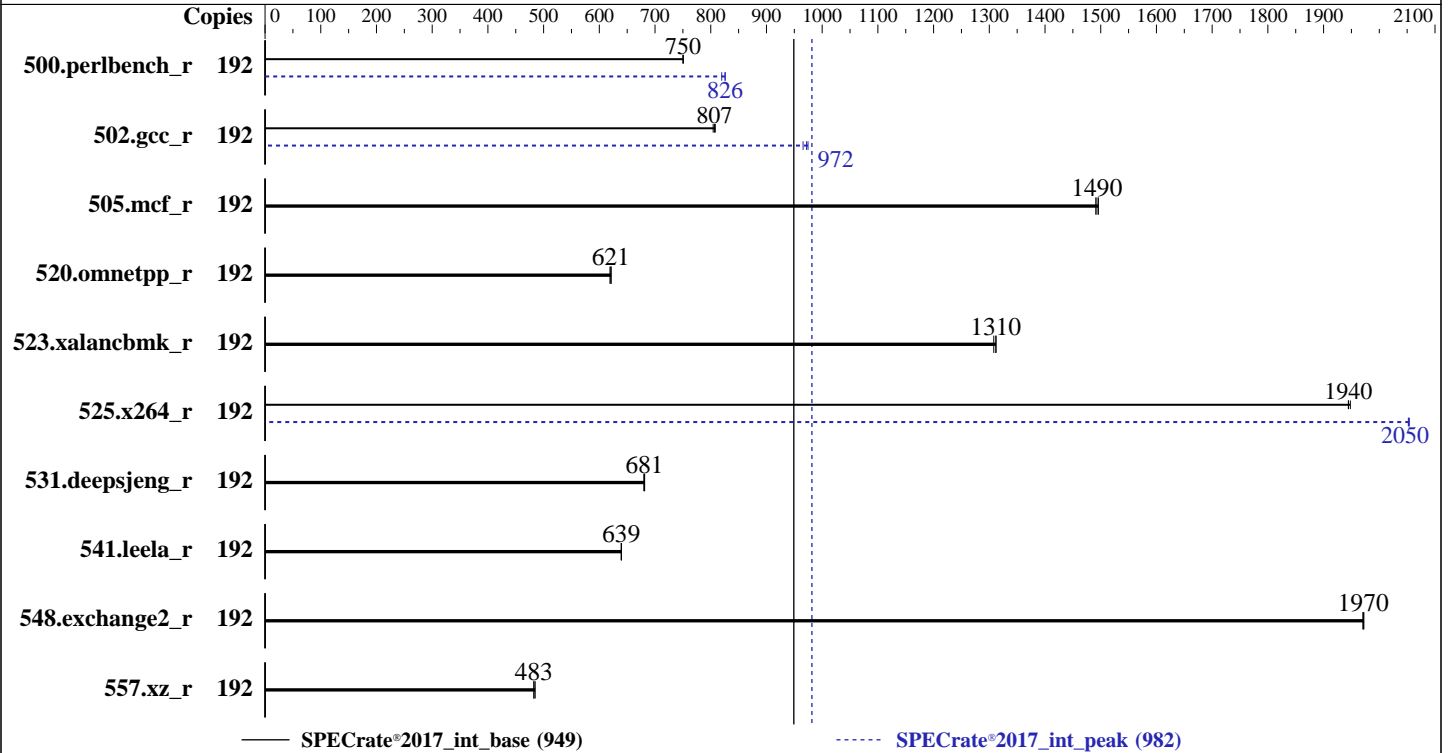 Copies 0 100 200 300 400 500 600 700 800 900 1000 1100 1200 1300 1400 1500 1600 1700 1800 1900 2100
500.perlbench_r 192 750
826
502.gcc_r 192 807
972
505.mcf_r 192 1490
520.omnetpp_r 192 621
523.xalancbmk_r 192 1310
525.x264_r 192 1940
2050
531.deepsjeng_r 192 681
541.leela_r 192 639
548.exchange2_r 192 1970
557.xz_r 192 483
SPECrate®2017_int_base (949) SPECrate®2017_int_peak (982)